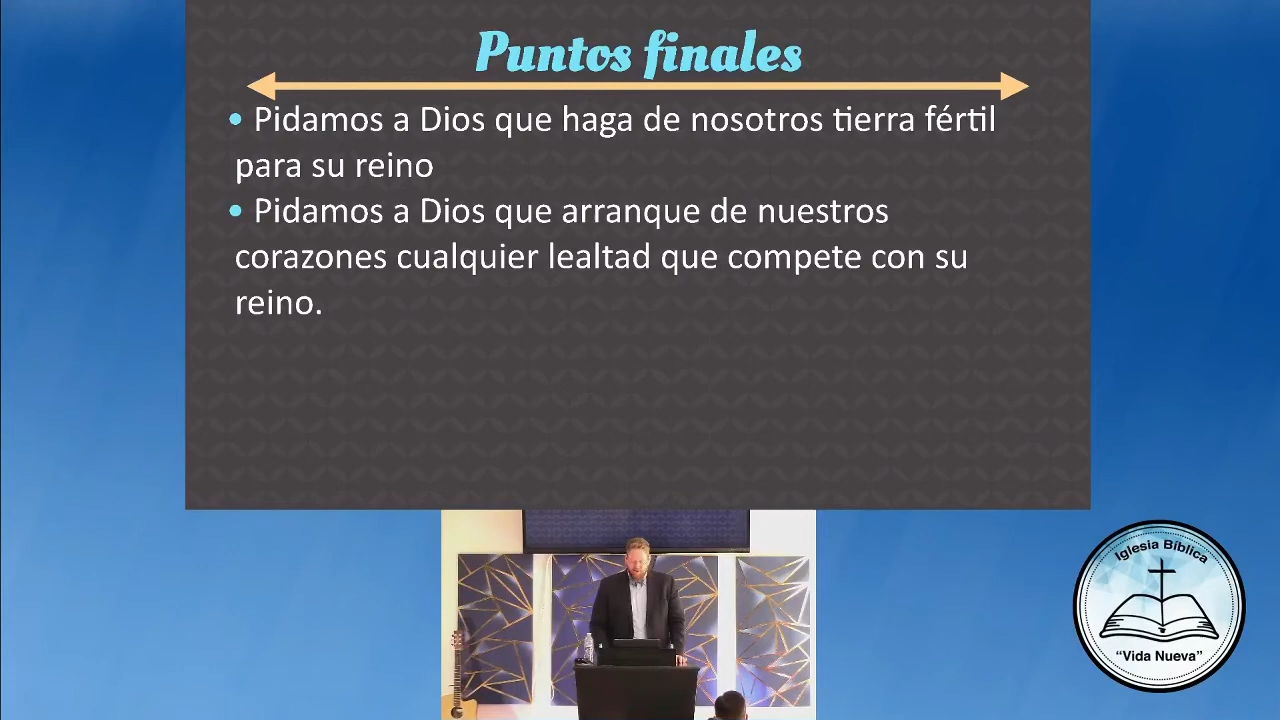 Puntos finales
• Pidamos a Dios que haga de nosotros tierra fértil
para su reino
• Pidamos a Dios que arranque de nuestros
corazones cualquier lealtad que compete con su
reino.
Iglesia Bíblica
“Vida Nueva”